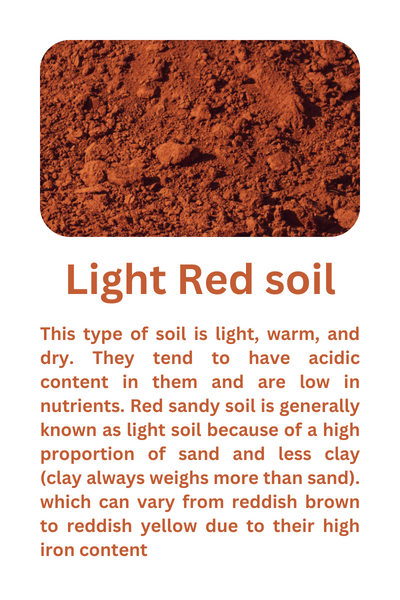 Light Red soil
This type of soil is light, warm, and
dry. They tend to have acidic
content in them and are low in
nutrients. Red sandy soil is generally
known as light soil because of a high
proportion of sand and less clay
(clay always weighs more than sand).
which can vary from reddish brown
to reddish yellow due to their high
iron content